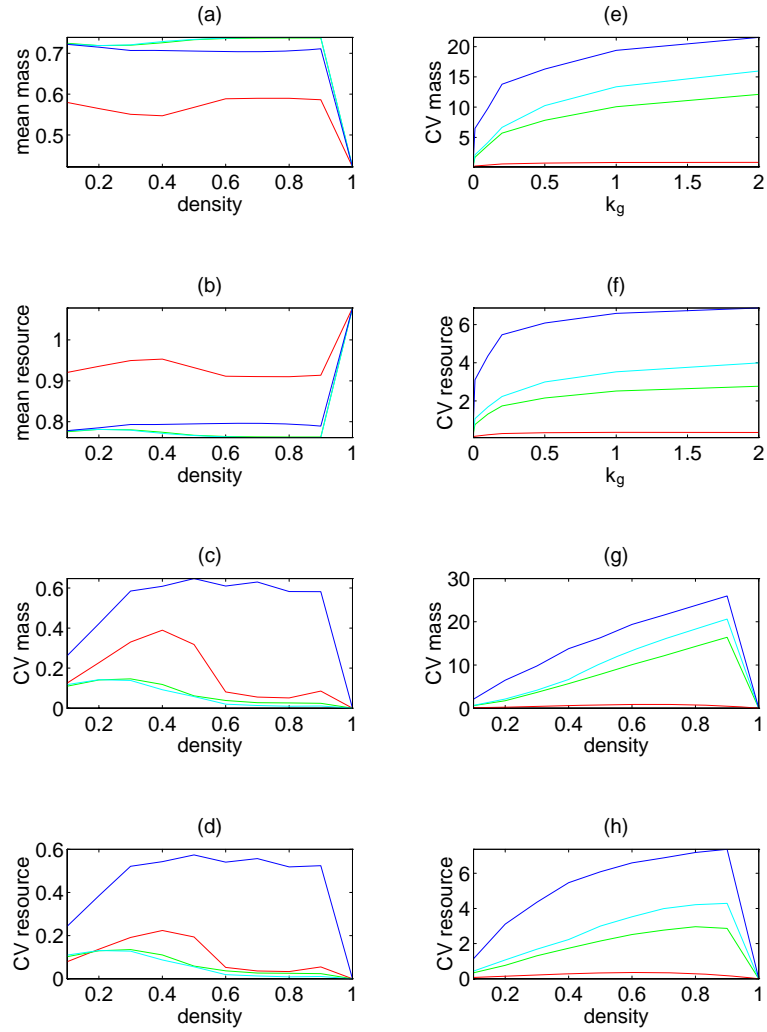 (a)
mean mass
0.7
0.6
0.5
0.2 0.4 0.6 0.8 1
density
(b)
mean resource
1
0.9
0.8
0.2 0.4 0.6 0.8 1
density
(c)
CV mass
0.6
0.4
0.2
0
0.2 0.4 0.6 0.8 1
density
(d)
CV resource
0.6
0.4
0.2
0
0.2 0.4 0.6 0.8 1
density
(e)
CV mass
20
15
10
5
0 0.5 1 1.5 2
k_g
(f)
CV resource
6
4
2
0 0.5 1 1.5 2
k_g
(g)
CV mass
30
20
10
0
0.2 0.4 0.6 0.8 1
density
(h)
CV resource
6
4
2
0
0.2 0.4 0.6 0.8 1
density